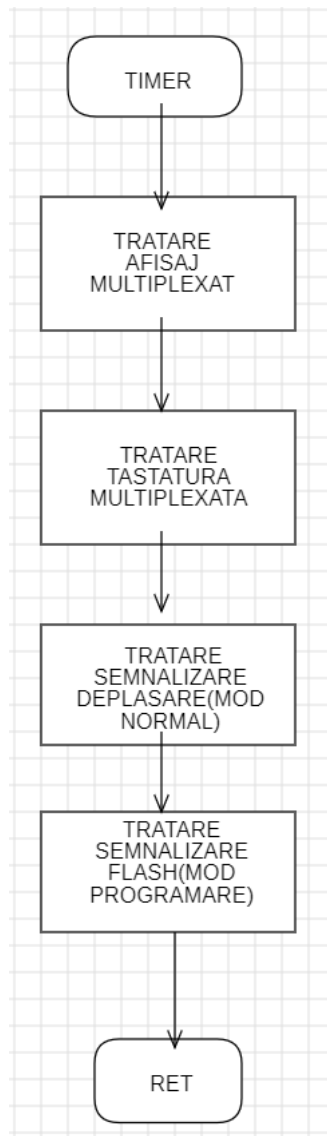 TIMER
TRATARE
AFISAJ
MULTIPLEXAT
TRATARE
TASTATURA
MULTIPLEXATA
TRATARE
SEMNALIZARE
DEPLASARE(MOD
NORMAL)
TRATARE
SEMNALIZARE
FLASH(MOD
PROGRAMARE)
RET